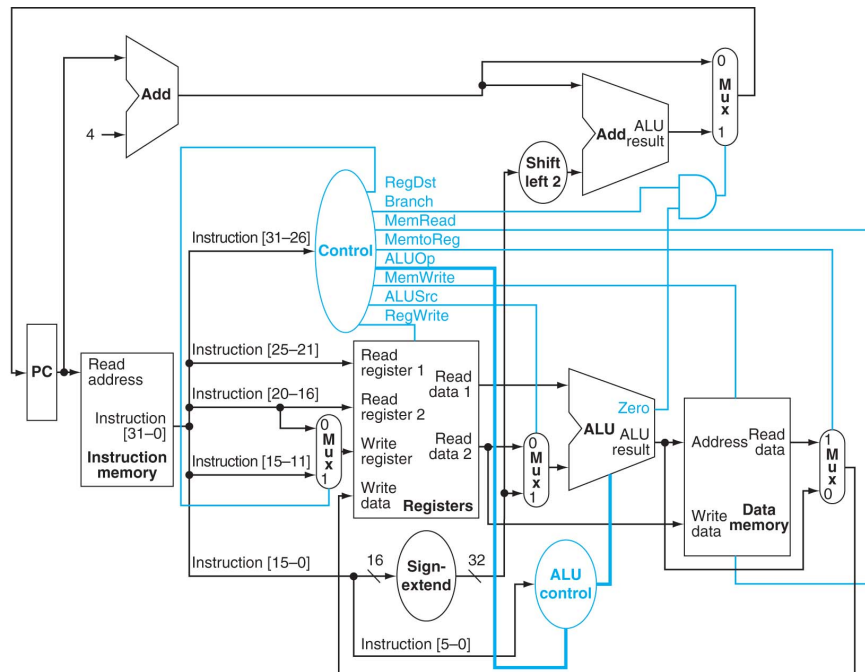 0
M
u
x
1
Add
4
Add
ALU
result
Shift
left 2
RegDst
Branch
MemRead
MemtoReg
ALUOp
MemWrite
ALUSrc
RegWrite
Control
Instruction [31–26]
Instruction [25–21]
Instruction [20–16]
Instruction [15–11]
Instruction [15–0]
Instruction [5–0]
PC
Read
address
Instruction
[31–0]
Instruction
memory
0
M
u
x
1
Read
register 1
Read
register 2
Write
register
Write
data
Read
data 1
Read
data 2
Registers
0
M
u
x
1
Zero
ALU
ALU
result
Address
Read
data
Write
data
Data
memory
1
M
u
x
0
16
Sign-
extend
32
ALU
control